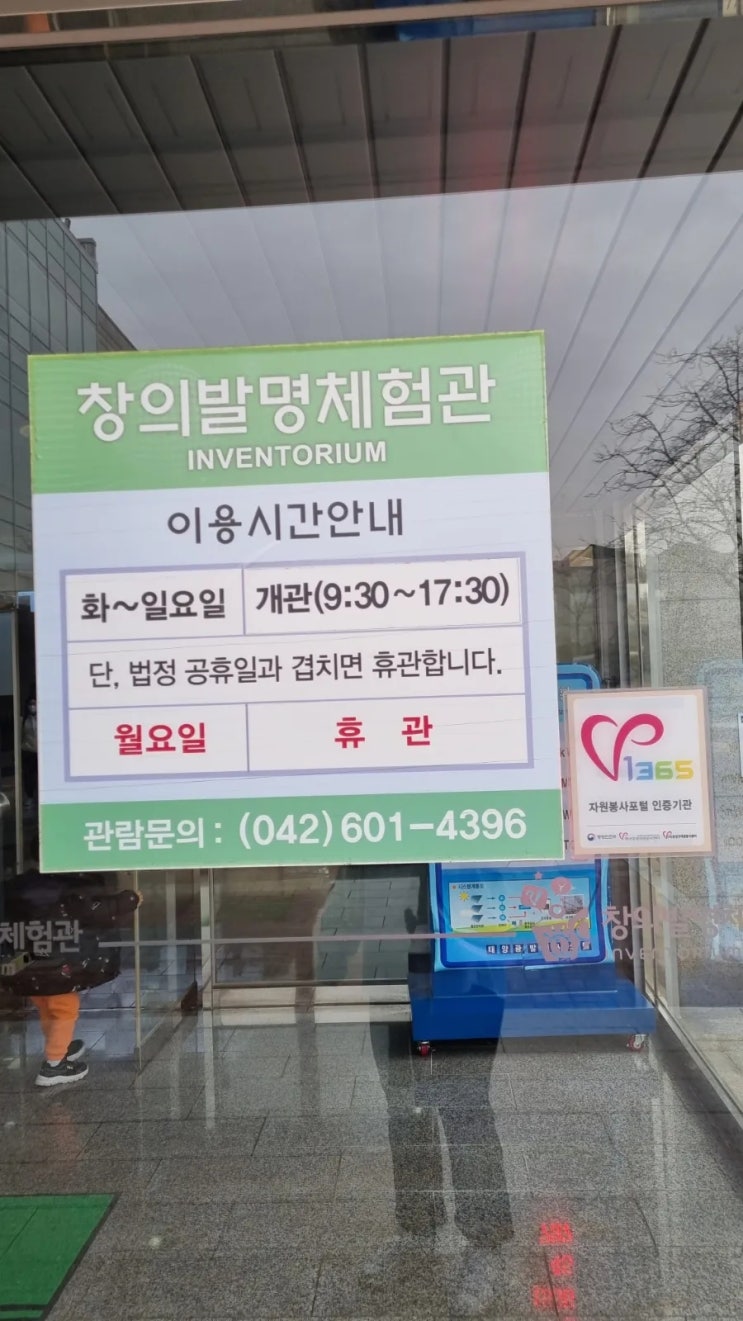 창의발명체험관
INVENTORIUM
이용시간안내
화~일요일 개관(9:30~17:30)
단, 법정 공휴일과 겹치면 휴관합니다.
월요일 휴 관
관람문의 : (042) 601-4396
1365
자원봉사포털 인증기관
체험관